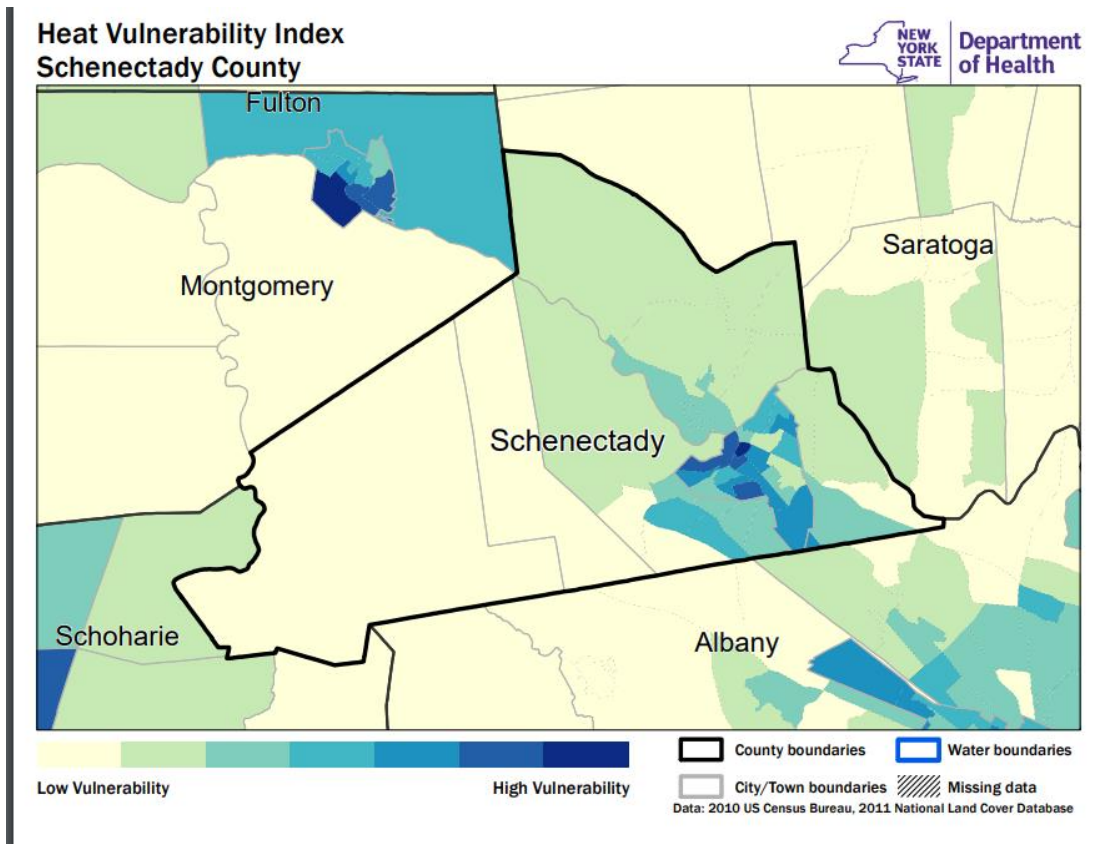 Heat Vulnerability Index
Schenectady County
NEW
YORK
STATE
Department
of Health
Fulton
Saratoga
Montgomery
Schenectady
Schoharie
Albany
Low Vulnerability
High Vulnerability
County boundaries
Water boundaries
City/Town boundaries
Missing data
Data: 2010 US Census Bureau, 2011 National Land Cover Database